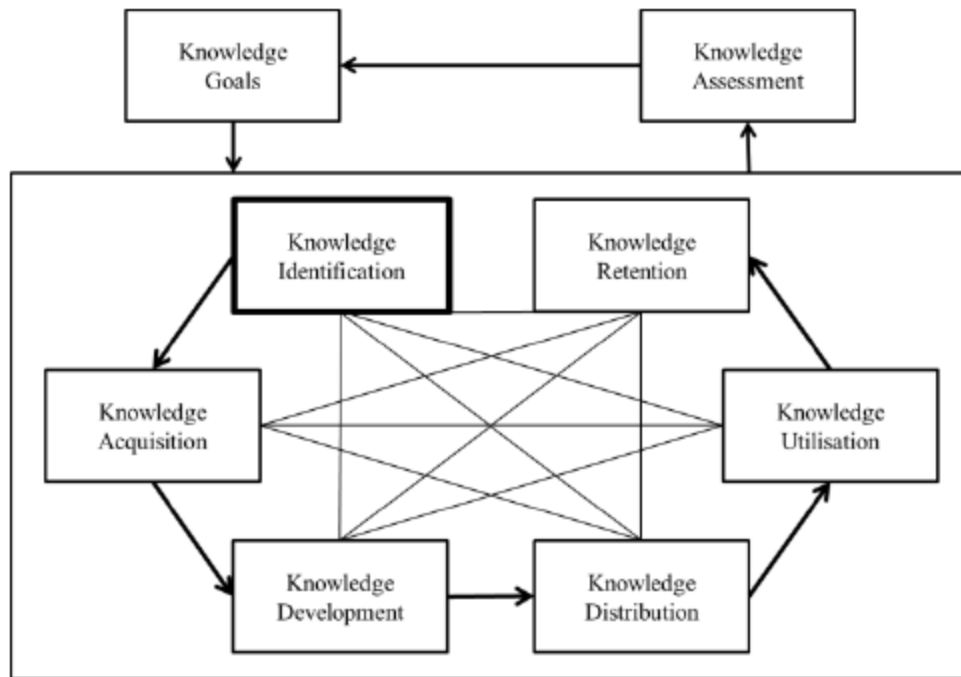 Knowledge
Goals
Knowledge
Assessment
Knowledge
Identification
Knowledge
Retention
Knowledge
Acquisition
Knowledge
Utilisation
Knowledge
Development
Knowledge
Distribution